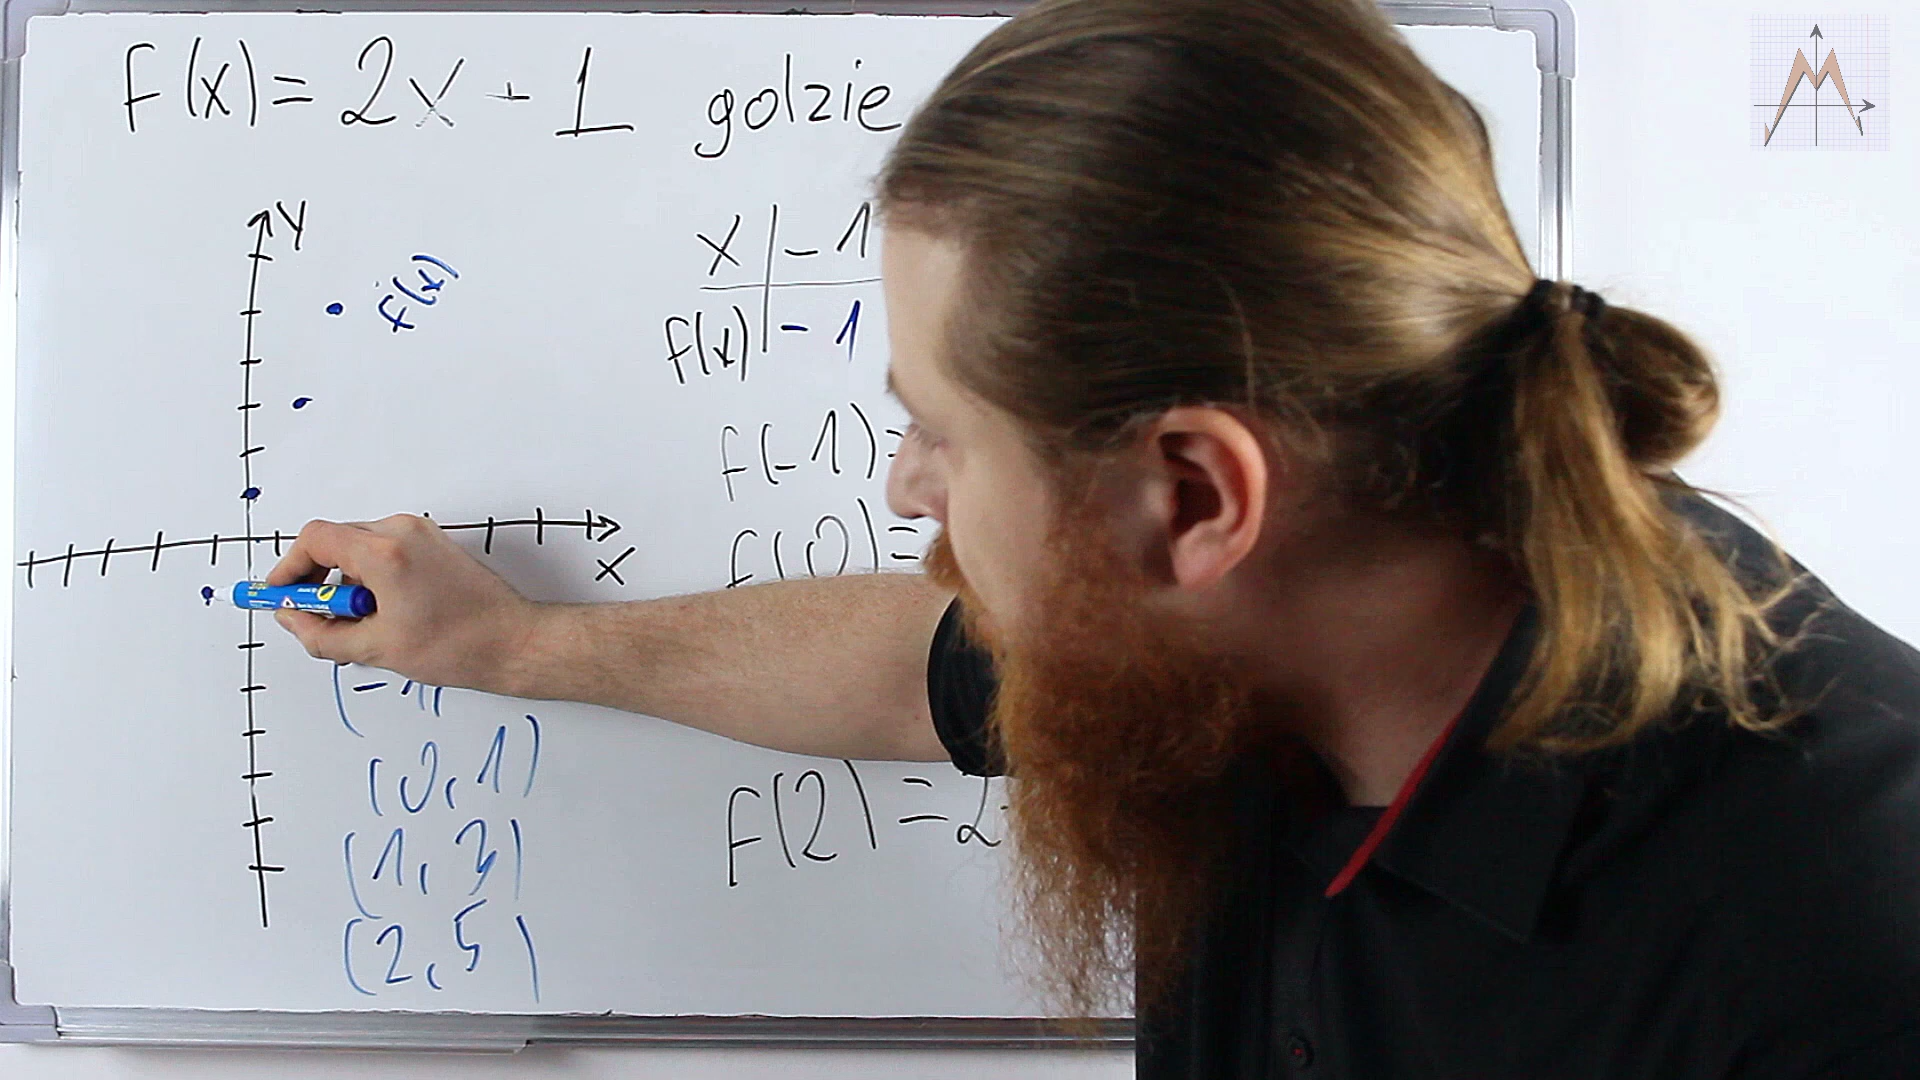 f(x) = 2x + 1 gdzie
Y
f(x)
X
x | -1
f(x) | -1
f(-1) =
f(0) =
f(2) = 2
(-1,
(0, 1)
(1, 3)
(2, 5)